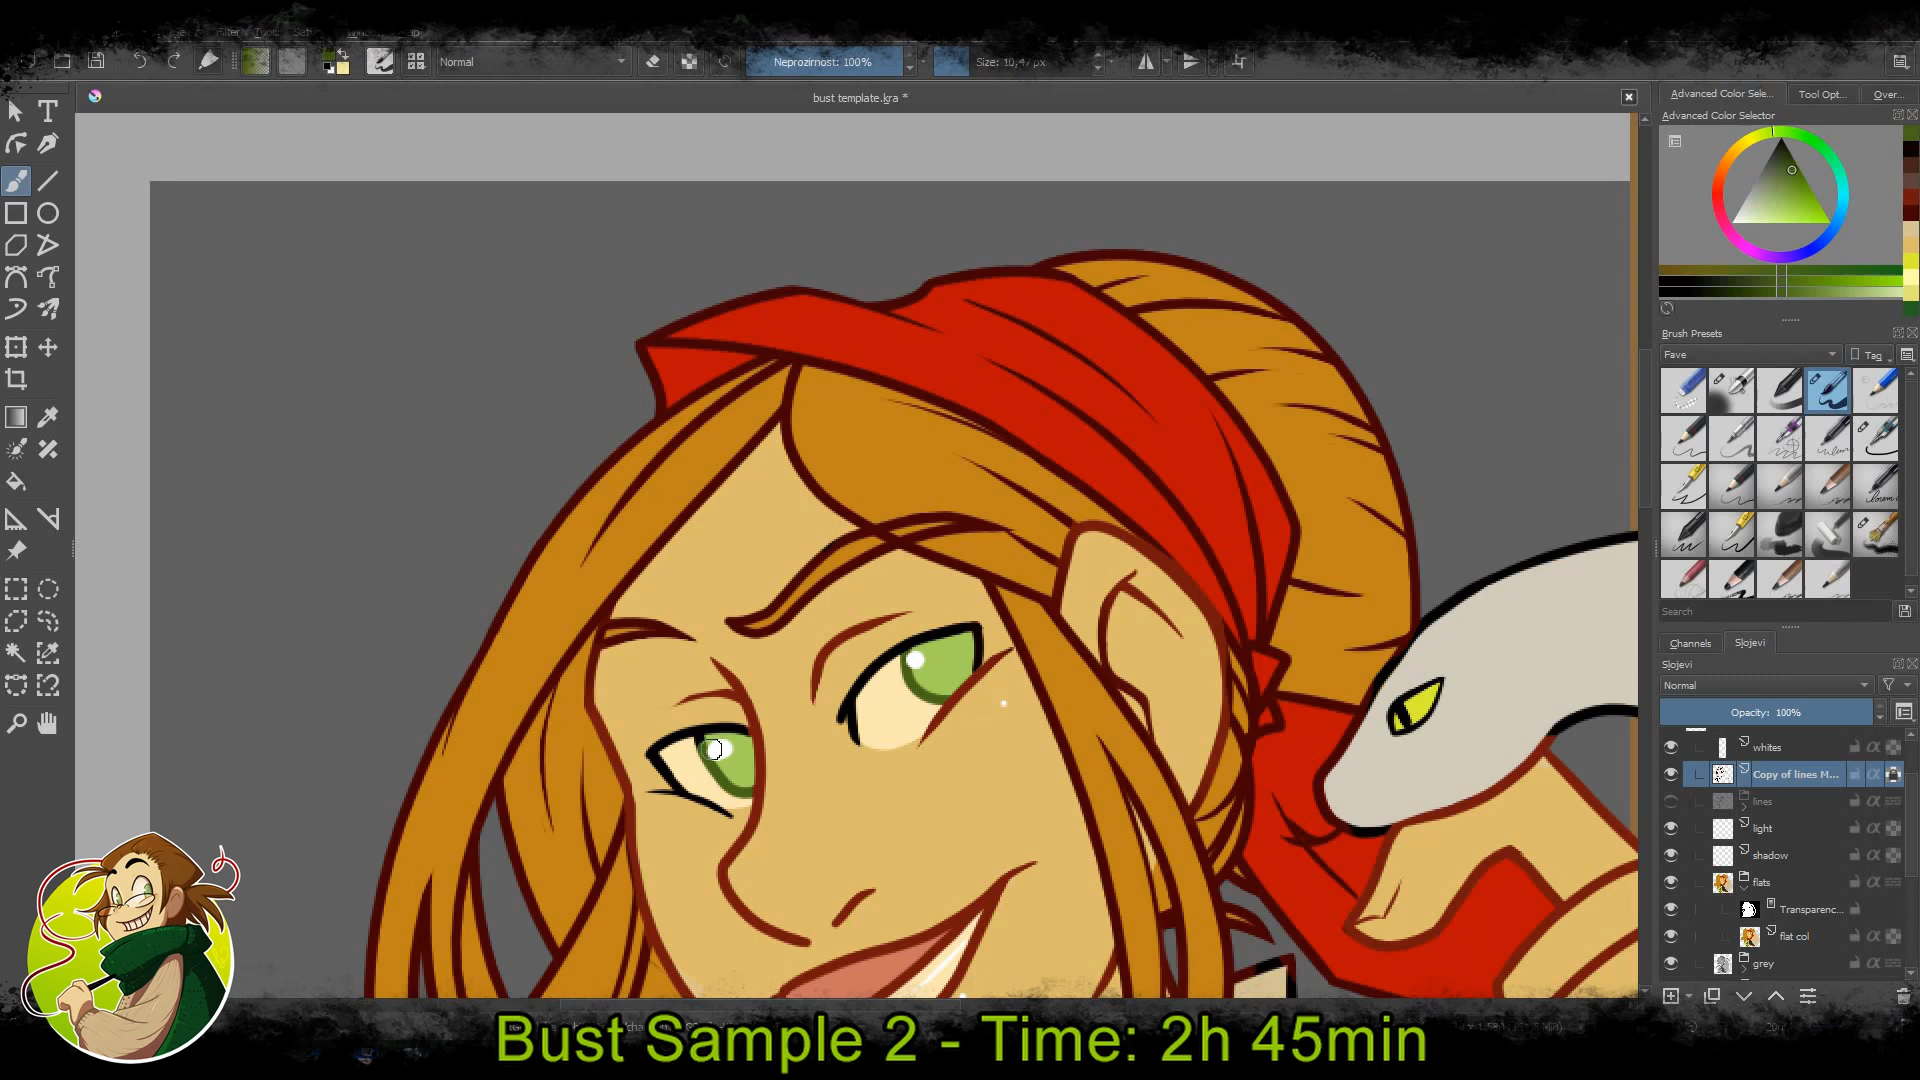 Filter
Normal
Neprozirnost: 100%
Size: 10,47 px
bust template.kra *
Advanced Color Sele...
Tool Opt...
Over...
Advanced Color Selector
Brush Presets
Fave
Tag
Search
Channels
Slojevi
Slojevi
Normal
Opacity: 100%
whites
Copy of lines M...
lines
light
shadow
flats
Transparenc...
flat col
grey
Bust Sample 2 - Time: 2h 45min